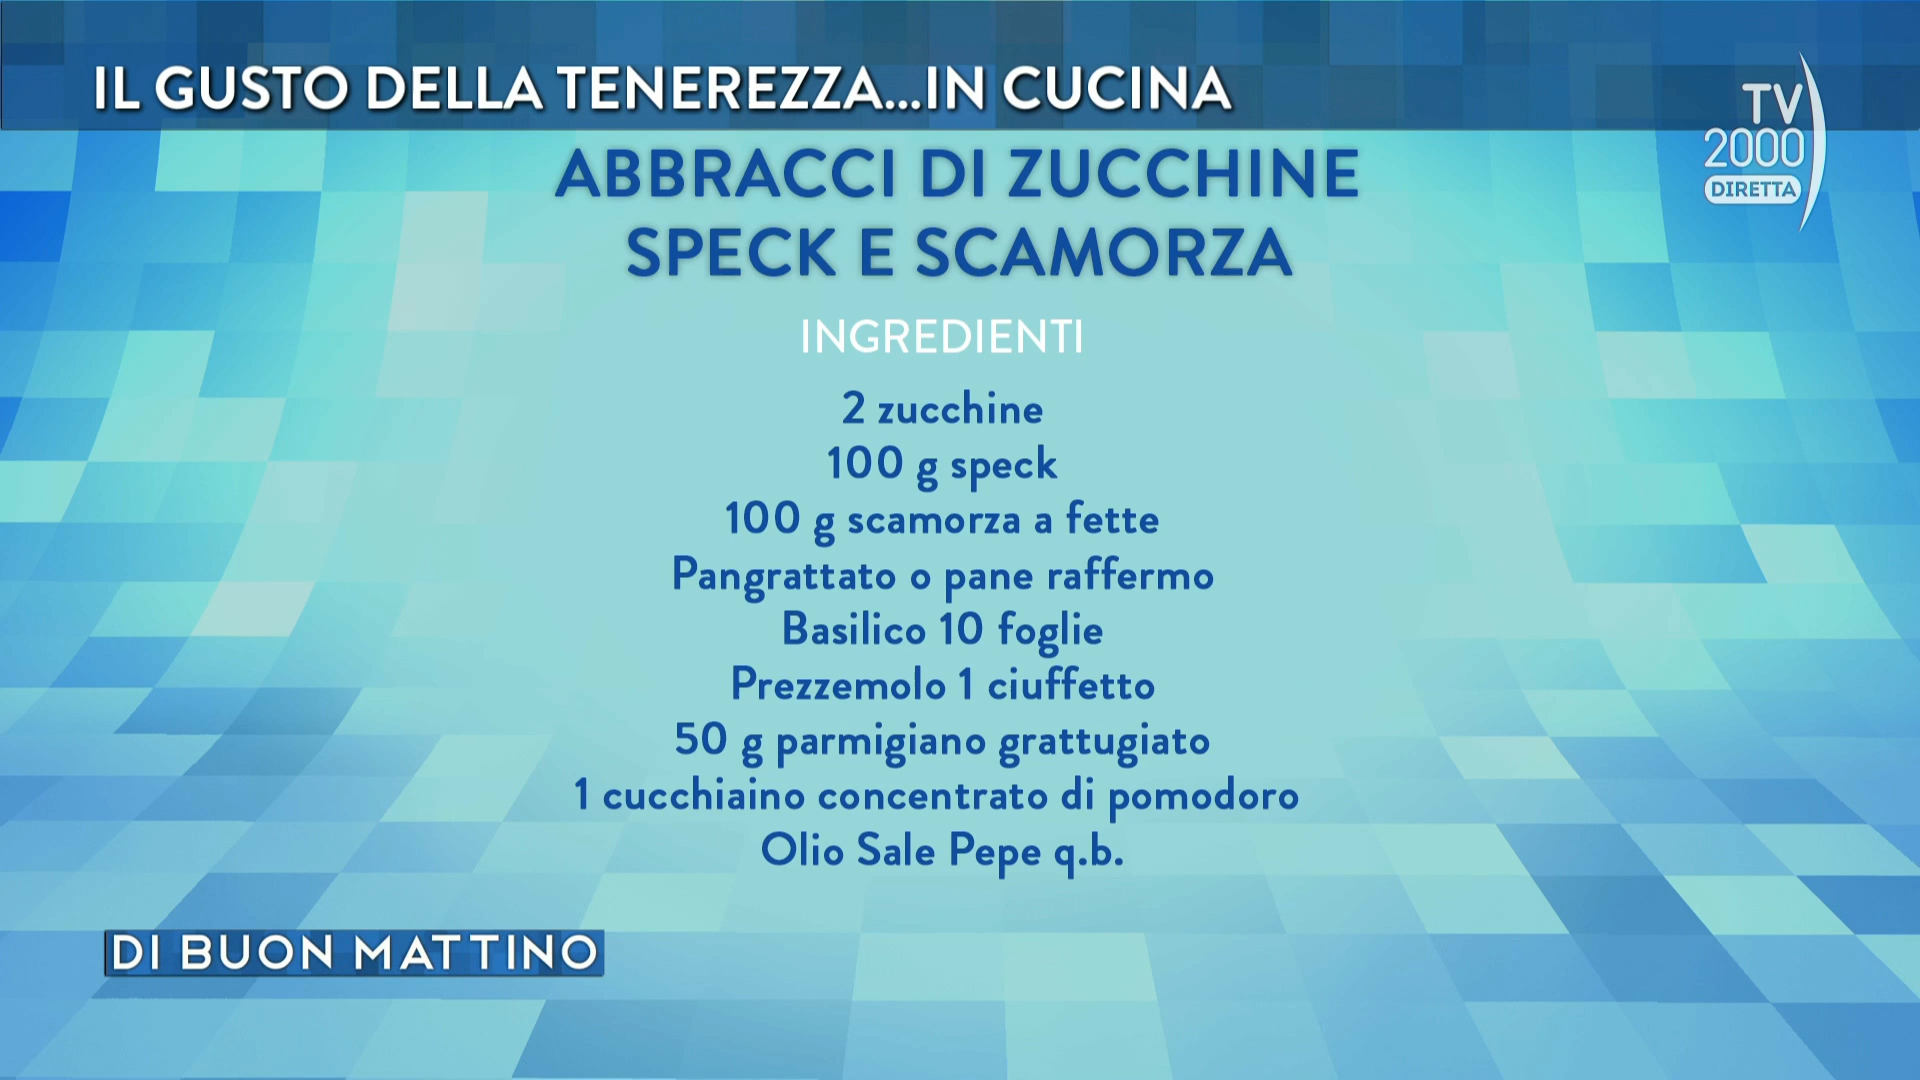 IL GUSTO DELLA TENEREZZA...IN CUCINA
TV
2000
DIRETTA
ABBRACCI DI ZUCCHINE
SPECK E SCAMORZA
INGREDIENTI
2 zucchine
100 g speck
100 g scamorza a fette
Pangrattato o pane raffermo
Basilico 10 foglie
Prezzemolo 1 ciuffetto
50 g parmigiano grattugiato
1 cucchiaino concentrato di pomodoro
Olio Sale Pepe q.b.
DI BUON MATTINO